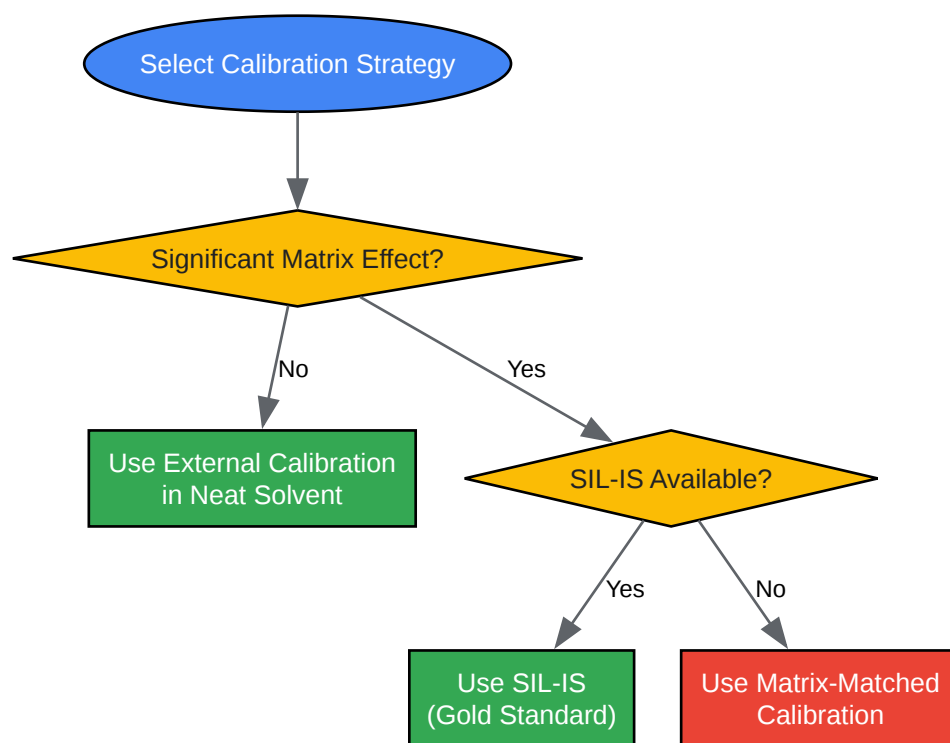 Select Calibration Strategy
Significant Matrix Effect?
No
Yes
Use External Calibration
in Neat Solvent
SIL-IS Available?
Yes
No
Use SIL-IS
(Gold Standard)
Use Matrix-Matched
Calibration